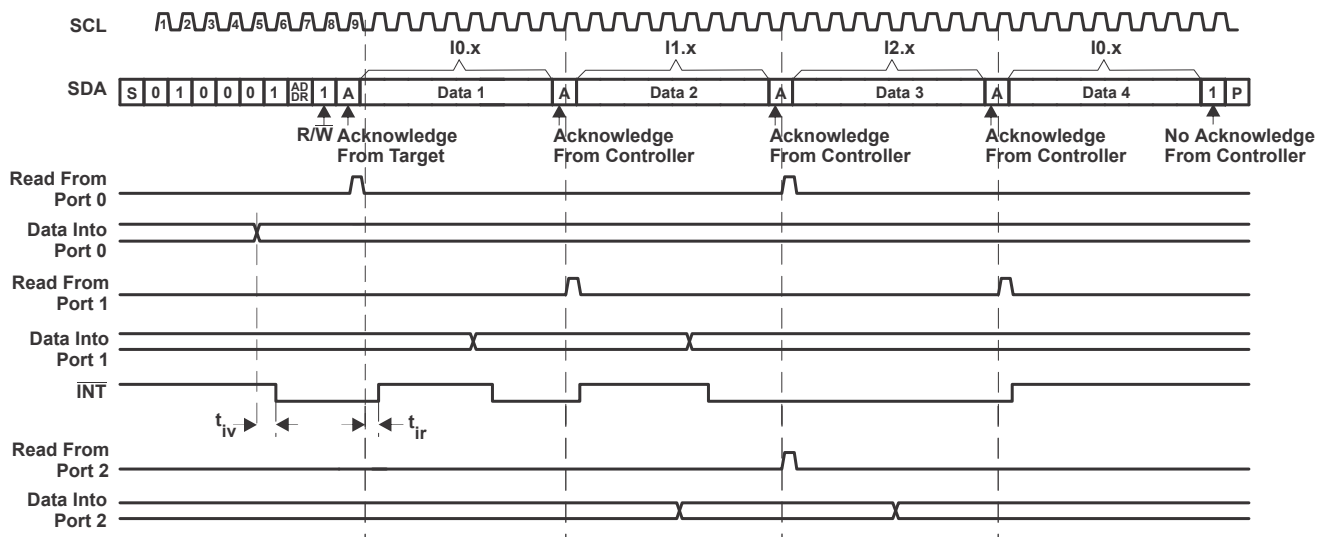 SCL
1 2 3 4 5 6 7 8 9
I0.x I1.x I2.x I0.x
SDA S 0 1 0 0 0 1 AD DR 1 A Data 1 A Data 2 A Data 3 A Data 4 1 P
R/W Acknowledge From Target
Acknowledge From Controller
Acknowledge From Controller
Acknowledge From Controller
No Acknowledge From Controller
Read From
Port 0
Data Into
Port 0
Read From
Port 1
Data Into
Port 1
INT
tiv tir
Read From
Port 2
Data Into
Port 2